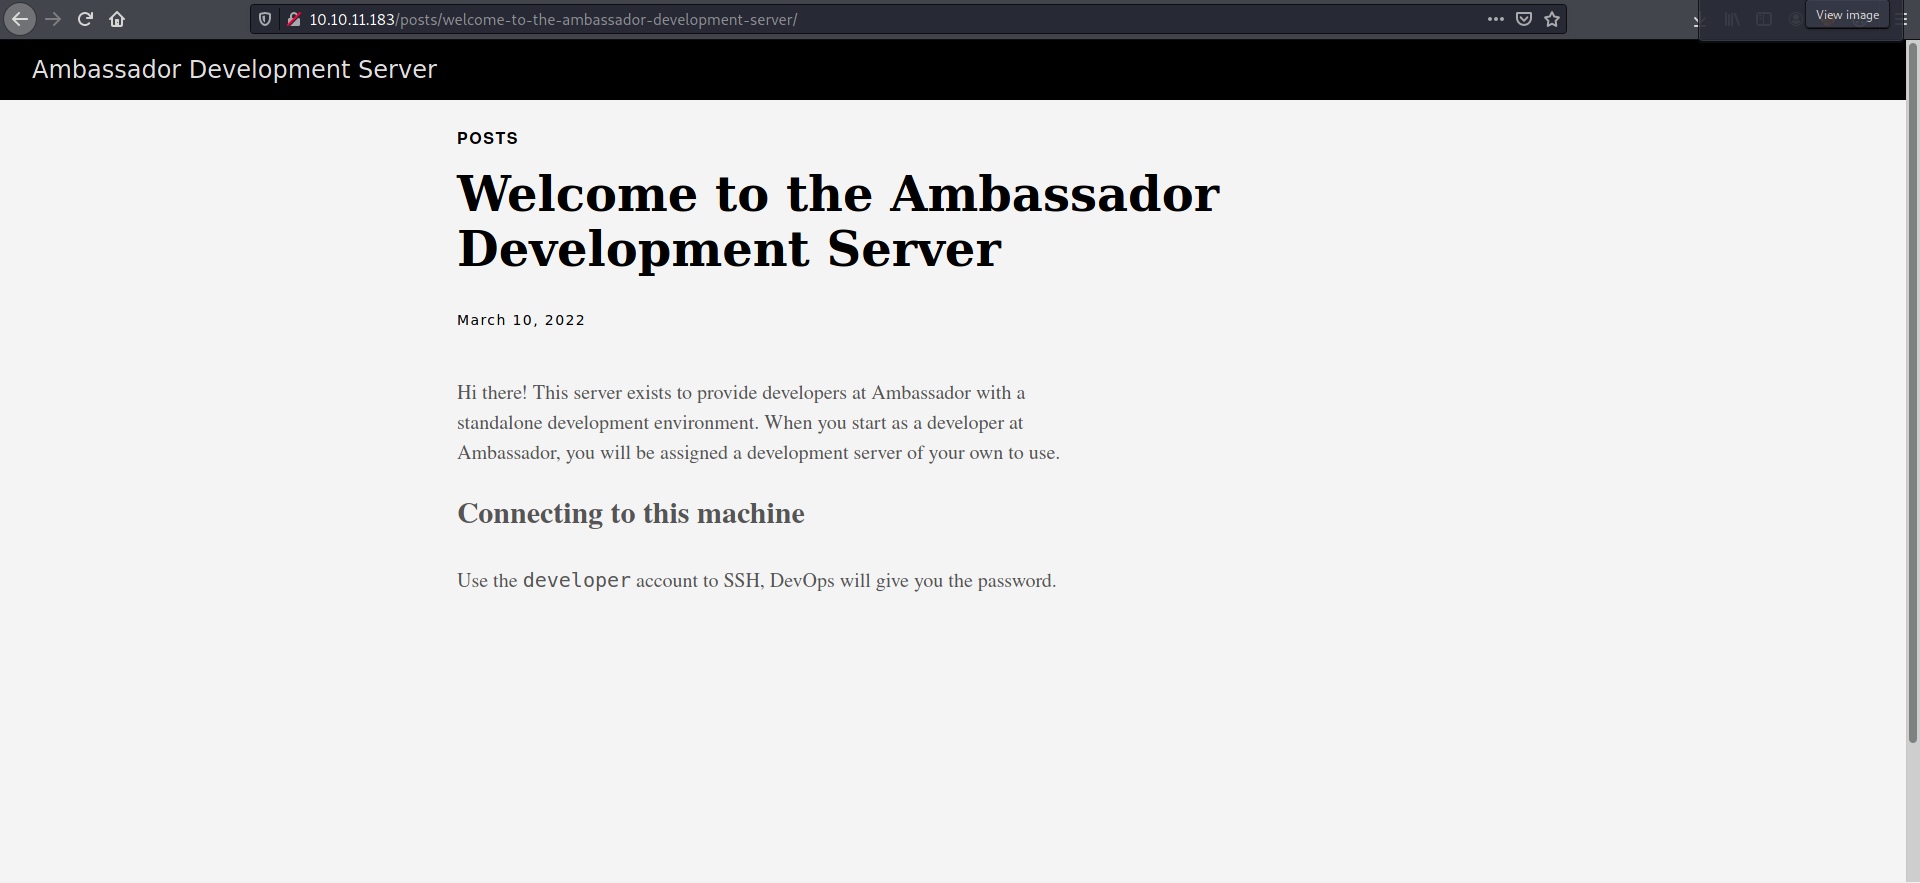 10.10.11.183/posts/welcome-to-the-ambassador-development-server/
View image
Ambassador Development Server
POSTS
Welcome to the Ambassador
Development Server
March 10, 2022
Hi there! This server exists to provide developers at Ambassador with a
standalone development environment. When you start as a developer at
Ambassador, you will be assigned a development server of your own to use.
Connecting to this machine
Use the developer account to SSH, DevOps will give you the password.